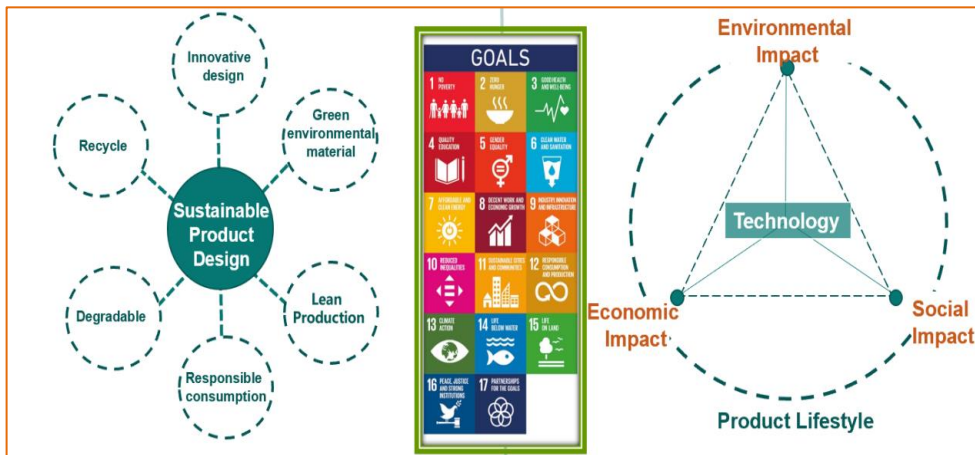 Innovative
design
Green
environmental
material
Recycle
Sustainable
Product
Design
Degradable
Lean
Production
Responsible
consumption
GOALS
1 NO
POVERTY
2 ZERO
HUNGER
3 GOOD HEALTH
AND WELL-BEING
4 QUALITY
EDUCATION
5 GENDER
EQUALITY
6 CLEAN WATER
AND SANITATION
7 AFFORDABLE AND
CLEAN ENERGY
8 DECENT WORK AND
ECONOMIC GROWTH
9 INDUSTRY, INNOVATION
AND INFRASTRUCTURE
10 REDUCED
INEQUALITIES
11 SUSTAINABLE CITIES
AND COMMUNITIES
12 RESPONSIBLE
CONSUMPTION
AND PRODUCTION
13 CLIMATE
ACTION
14 LIFE
BELOW WATER
15 LIFE
ON LAND
16 PEACE, JUSTICE
AND STRONG
INSTITUTIONS
17 PARTNERSHIPS
FOR THE GOALS
Environmental
Impact
Technology
Economic
Impact
Social
Impact
Product Lifestyle